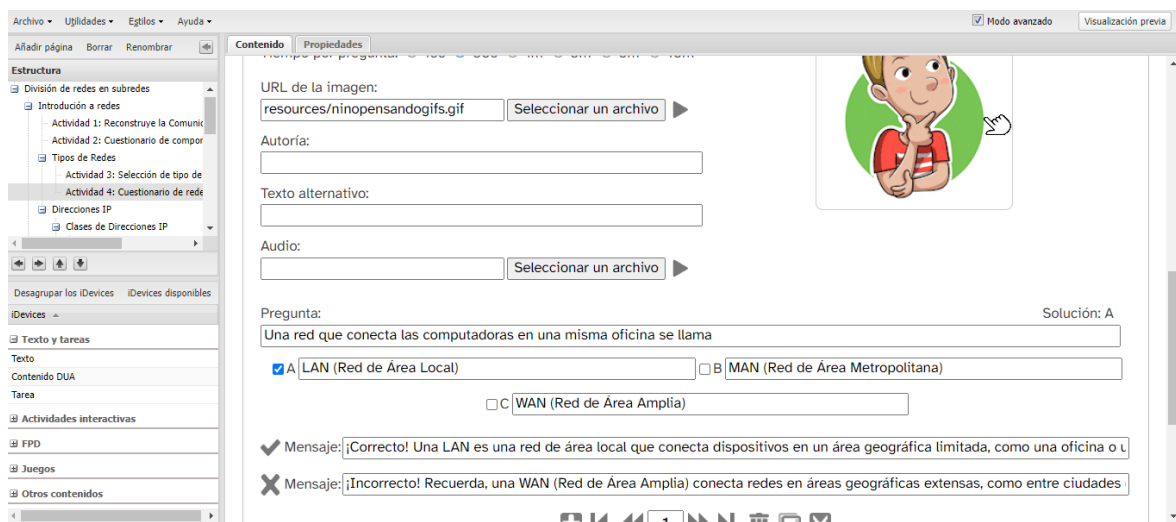 Archivo Utilidades Estilos Ayuda Modo avanzado Visualización previa
Añadir página Borrar Renombrar
Contenido Propiedades
Estructura
División de redes en subredes
Introdución a redes
Actividad 1: Reconstruye la Comunic
Actividad 2: Cuestionario de compor
Tipos de Redes
Actividad 3: Selección de tipo de
Actividad 4: Cuestionario de rede
Direcciones IP
Clases de Direcciones IP
Desagrupar los iDevices iDevices disponibles
iDevices
Texto y tareas
Texto
Contenido DUA
Tarea
Actividades interactivas
FPD
Juegos
Otros contenidos
URL de la imagen:
resources/ninopensandogifs.gif Seleccionar un archivo
Autoría:
Texto alternativo:
Audio:
Seleccionar un archivo
Pregunta: Solución: A
Una red que conecta las computadoras en una misma oficina se llama
A LAN (Red de Área Local) B MAN (Red de Área Metropolitana)
C WAN (Red de Área Amplia)
Mensaje: ¡Correcto! Una LAN es una red de área local que conecta dispositivos en un área geográfica limitada, como una oficina o
Mensaje: ¡Incorrecto! Recuerda, una WAN (Red de Área Amplia) conecta redes en áreas geográficas extensas, como entre ciudades
1